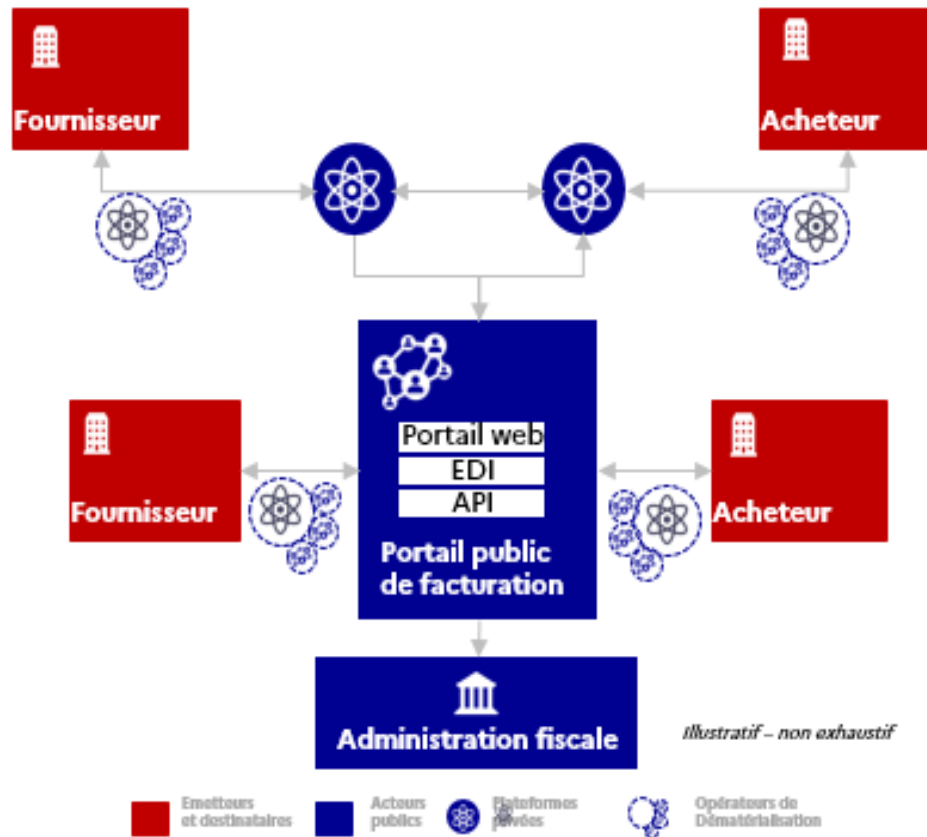 Fournisseur
Acheteur
Portail web
EDI
API
Fournisseur
Acheteur
Portail public
de facturation
Administration fiscale
Illustratif – non exhaustif
Emetteurs
et destinataires
Acteurs
publics
Plateformes
privées
Opérateurs de
Dématérialisation